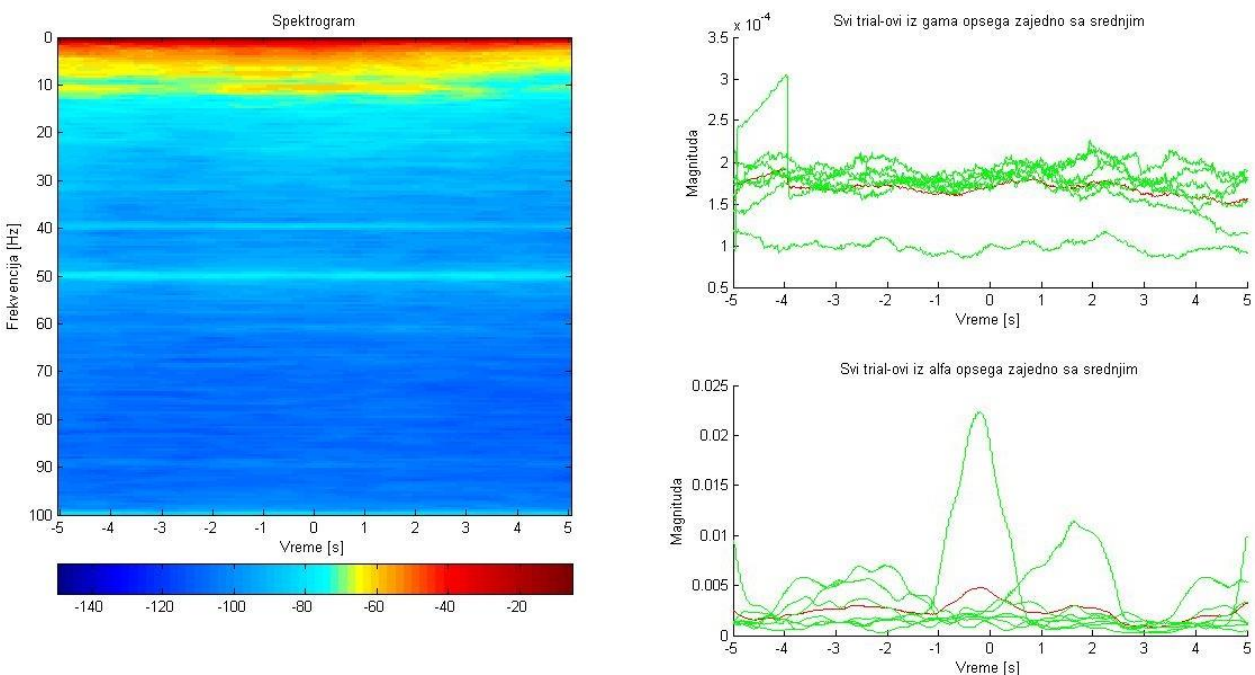 Spektrogram
0
10
20
30
40
50
60
70
80
90
100
Frekvencija [Hz]
-5 -4 -3 -2 -1 0 1 2 3 4 5
Vreme [s]
-140 -120 -100 -80 -60 -40 -20
Svi trial-ovi iz gama opsega zajedno sa srednjim
x 10^-4
3.5
3
2.5
2
1.5
1
0.5
Magnituda
-5 -4 -3 -2 -1 0 1 2 3 4 5
Vreme [s]
Svi trial-ovi iz alfa opsega zajedno sa srednjim
0.025
0.02
0.015
0.01
0.005
0
Magnituda
-5 -4 -3 -2 -1 0 1 2 3 4 5
Vreme [s]